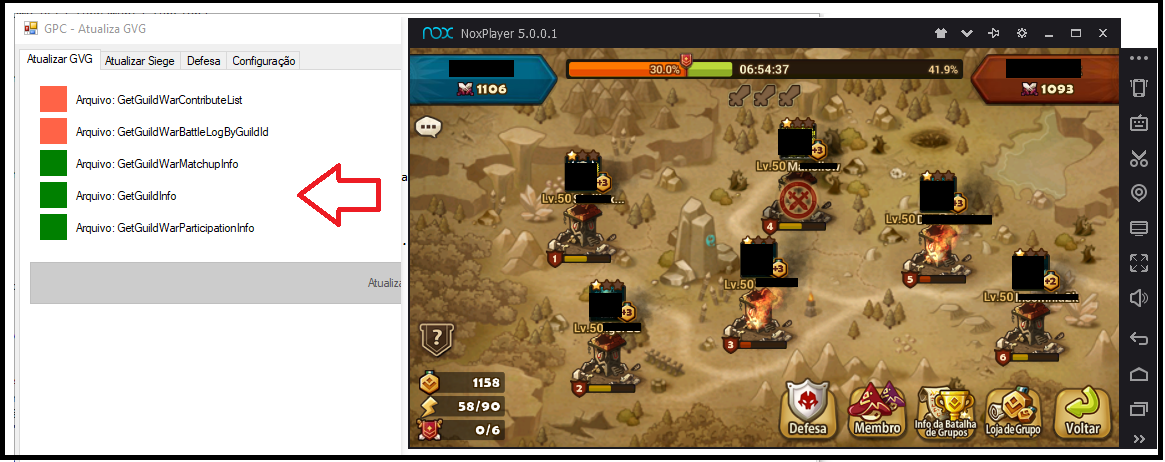 GPC - Atualiza GVG
Atualizar GVG
Atualizar Siege
Defesa
Configuração
Arquivo: GetGuildWarContributeList
Arquivo: GetGuildWarBattleLogByGuildId
Arquivo: GetGuildWarMatchupInfo
Arquivo: GetGuildInfo
Arquivo: GetGuildWarParticipationInfo
Atualiza
nox NoxPlayer 5.0.0.1
1106
30.0%
06:54:37
41.9%
1093
+3
Lv.50
4
+3
Lv.50
1
+3
Lv.50
5
+3
Lv.50
3
+2
Lv.50
6
+3
Lv.50
2
?
1158
58/90
0/6
Defesa
Membro
Info da Batalha
de Grupos
Loja de Grupo
Voltar